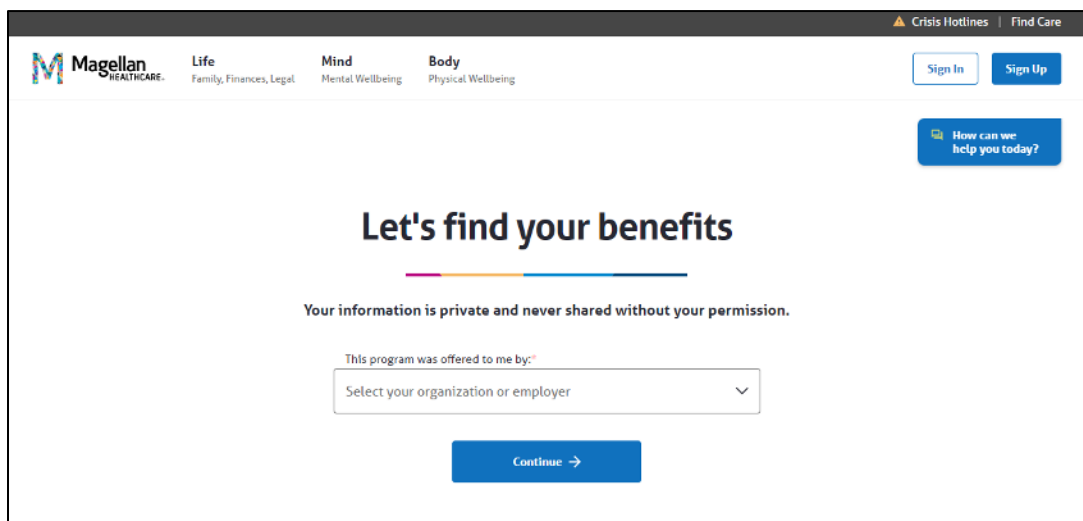 Crisis Hotlines | Find Care
Magellan
HEALTHCARE.
Life
Family, Finances, Legal
Mind
Mental Wellbeing
Body
Physical Wellbeing
Sign In
Sign Up
How can we
help you today?
Let's find your benefits
Your information is private and never shared without your permission.
This program was offered to me by:*
Select your organization or employer
Continue →